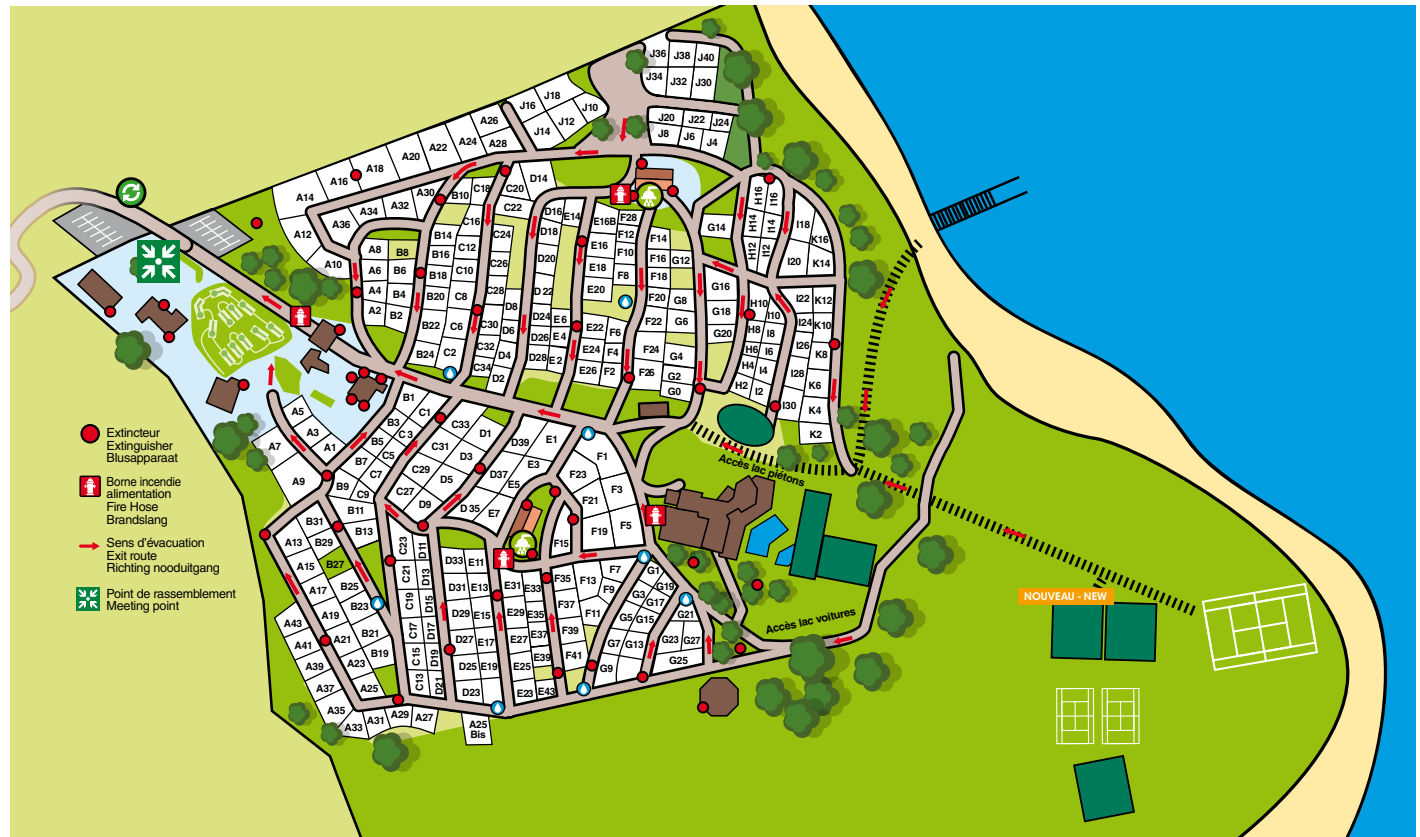 J36 J38 J40
J34 J32 J30
J18
J16 J10
J12
J14
J20 J22 J24
J8 J6 J4
A26
A24 A28
A22
A20
A18
A16
A14
A12
A10
A30
A32
A34
A36
B10 C18
C20
D14
C22
C16
D16 E14
E16B F28
F12
F14
G14
H16 I16
H14 I14
H12 I12
I18
K16
I20 K14
A8 B8
A6 B6
A4 B4
A2 B2
B14
B16
B18
B20
B22
B24
C12
C10
C8
C6
C2
C24
C26
C28
C30
C32
C34
D18
D20
D22
D24
D26
D28
D8
D6
D4
D2
E6
E4
E2
E16
E18
E20
E22
E24
E26
F10
F8
F6
F4
F2
F16
F18
F20
F22
F24
F26
G12
G8
G6
G4
G2
G0
G16
G18
G20
H10 I10
H8 I8
H6 I6
H4 I4
H2 I2
I22 K12
I24 K10
I26 K8
I28 K6
I30 K4
K2
A5
A3
A1
A7
A9
B1
B3
B5
B7
B9
B11
B13
C1
C3
C5
C7
C9
C33
C31
C29
C27
D1
D3
D5
D9
D39
D37
D35
E1
E3
E5
E7
F1
F23
F3
F21
F5
F19
F15
Extincteur
Extinguisher
Blusapparaat
Borne incendie
alimentation
Fire Hose
Brandslang
Sens d'évacuation
Exit route
Richting nooduitgang
Point de rassemblement
Meeting point
Accès lac piétons
Accès lac voitures
NOUVEAU - NEW
B31
A13 B29
A15 B27
A17 B25
A19 B23
A21 B21
A23 B19
A25
A43
A41
A39
A37
A35
A33
A31
A29
A27
A25
Bis
C23 D11
C21 D13
C19 D15
C17 D17
C15 D19
C13 D21
D33 E11
D31 E13
D29 E15
D27 E17
D25 E19
D23
E31 E33
E29 E35
E27 E37
E25 E39
E23 E43
F35
F37
F39
F41
F13 F7
F9
F11
G1
G3 G19
G17
G5 G15
G7 G13
G9
G21
G23 G27
G25